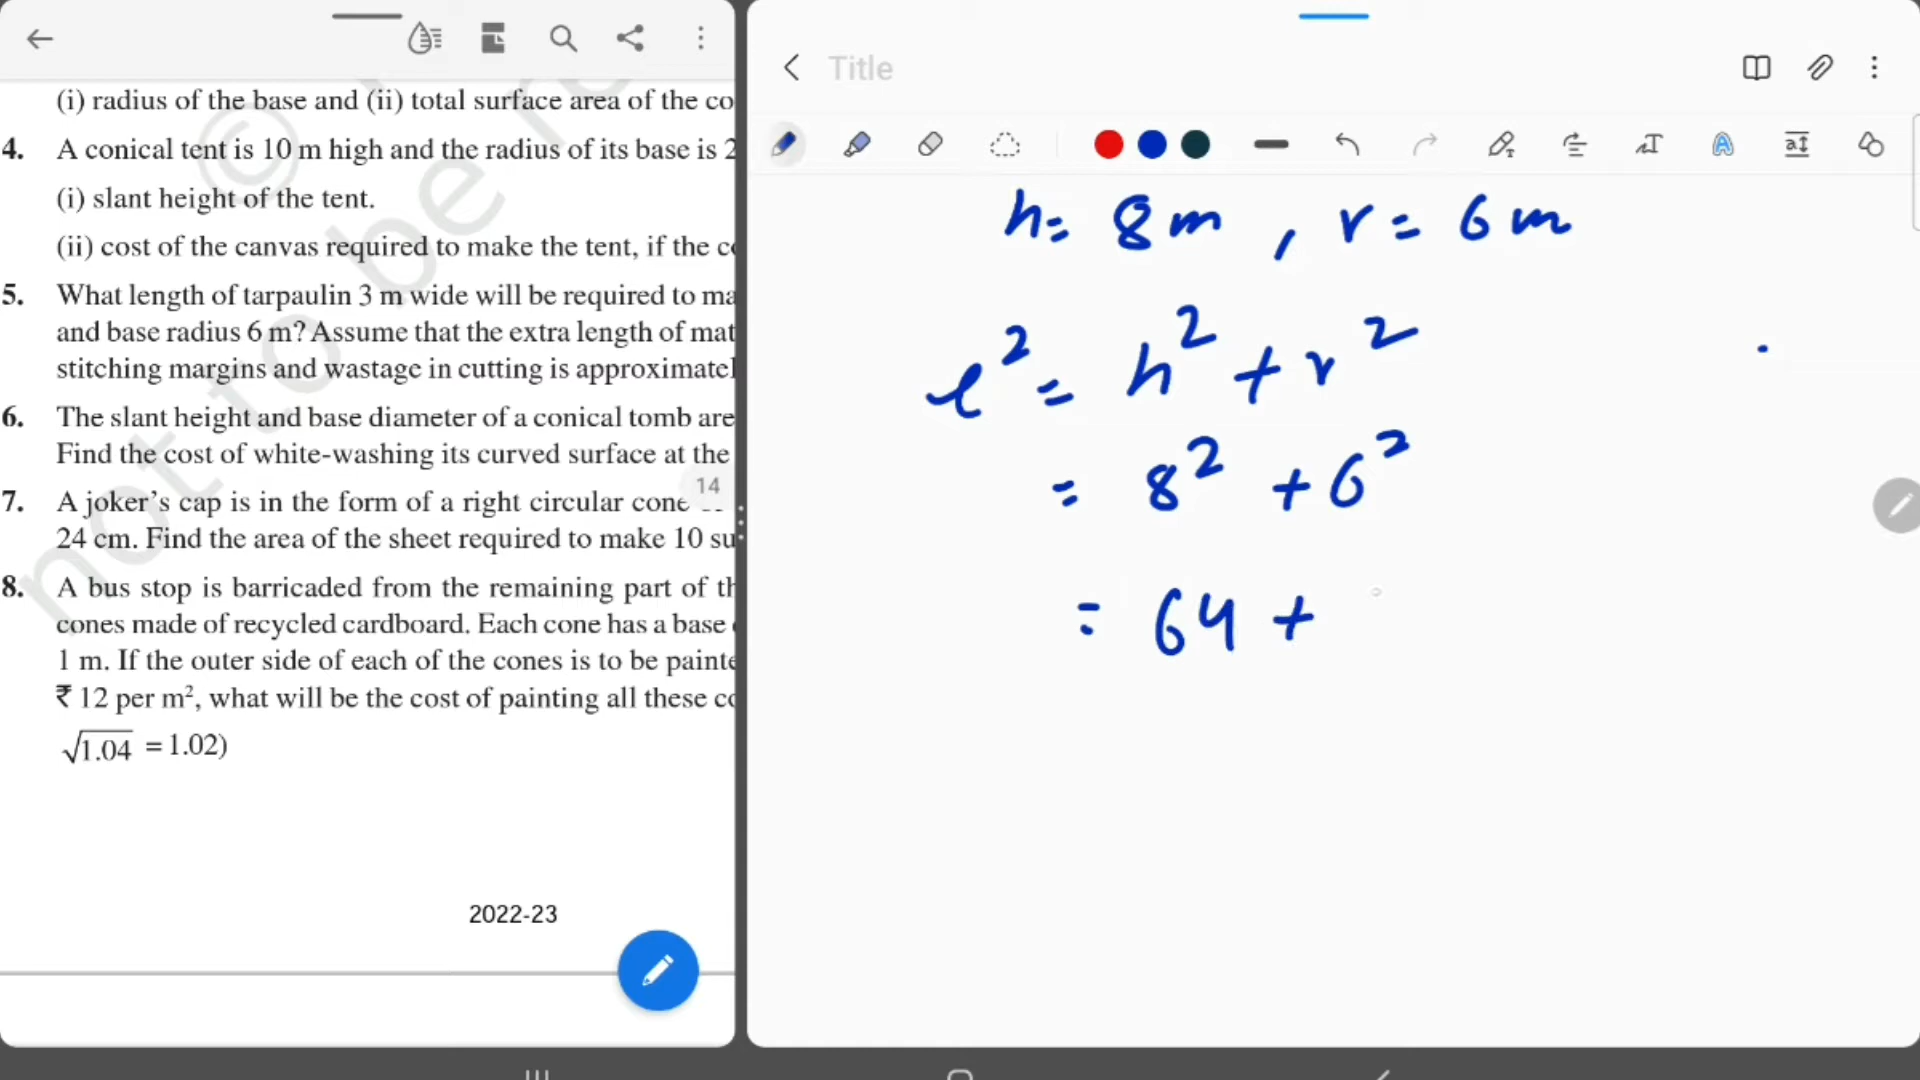 (i) radius of the base and (ii) total surface area of the co
4. A conical tent is 10 m high and the radius of its base is 2
(i) slant height of the tent.
(ii) cost of the canvas required to make the tent, if the co
5. What length of tarpaulin 3 m wide will be required to ma
and base radius 6 m? Assume that the extra length of mat
stitching margins and wastage in cutting is approximatel
6. The slant height and base diameter of a conical tomb are
Find the cost of white-washing its curved surface at the
14
7. A joker's cap is in the form of a right circular cone
24 cm. Find the area of the sheet required to make 10 su
8. A bus stop is barricaded from the remaining part of th
cones made of recycled cardboard. Each cone has a base
1 m. If the outer side of each of the cones is to be painte
₹ 12 per m², what will be the cost of painting all these co
√1.04 = 1.02)
2022-23
© not to be re
Title
h = 8 m , r = 6 m
l² = h² + r²
= 8² + 6²
= 64 +